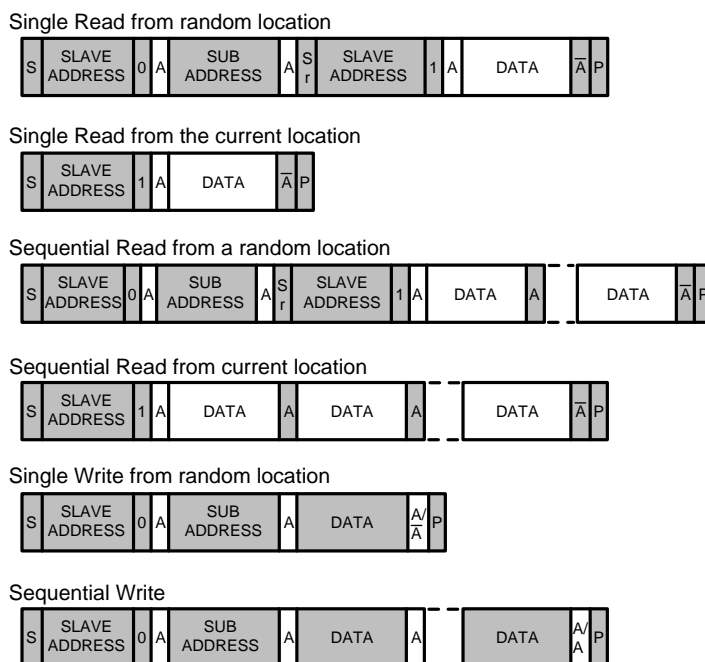 Single Read from random location
S SLAVE ADDRESS 0 A SUB ADDRESS A Sr SLAVE ADDRESS 1 A DATA A̅ P
Single Read from the current location
S SLAVE ADDRESS 1 A DATA A̅ P
Sequential Read from a random location
S SLAVE ADDRESS 0 A SUB ADDRESS A Sr SLAVE ADDRESS 1 A DATA A DATA A̅ P
Sequential Read from current location
S SLAVE ADDRESS 1 A DATA A DATA A DATA A̅ P
Single Write from random location
S SLAVE ADDRESS 0 A SUB ADDRESS A DATA A/A̅ P
Sequential Write
S SLAVE ADDRESS 0 A SUB ADDRESS A DATA A DATA A/A P